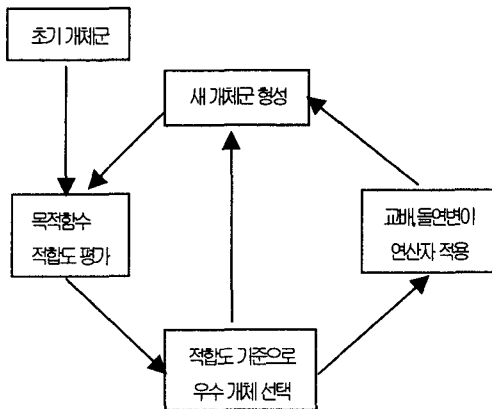 초기 개체군
새 개체군 형성
목적함수
적합도 평가
교배,돌연변이
연산자 적용
적합도 기준으로
우수 개체 선택